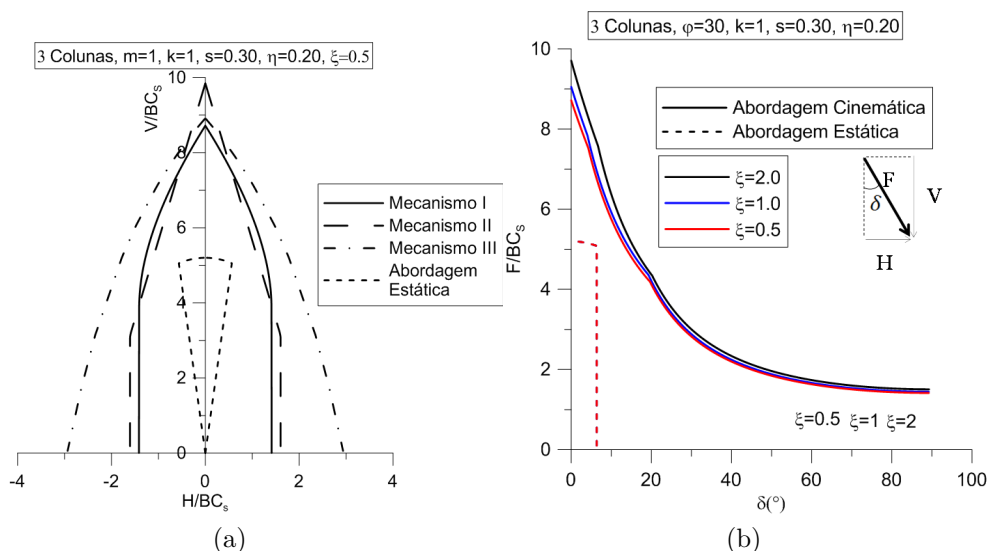 3 Colunas, m=1, k=1, s=0.30, η=0.20, ξ=0.5
V/BCs
10
8
6
4
2
0
-4
-2
0
2
4
H/BCs
Mecanismo I
Mecanismo II
Mecanismo III
Abordagem
Estática
(a)
3 Colunas, φ=30, k=1, s=0.30, η=0.20
F/BCs
10
8
6
4
2
0
0
20
40
60
80
100
δ(°)
Abordagem Cinemática
Abordagem Estática
ξ=2.0
ξ=1.0
ξ=0.5
F
δ
V
H
ξ=0.5 ξ=1 ξ=2
(b)